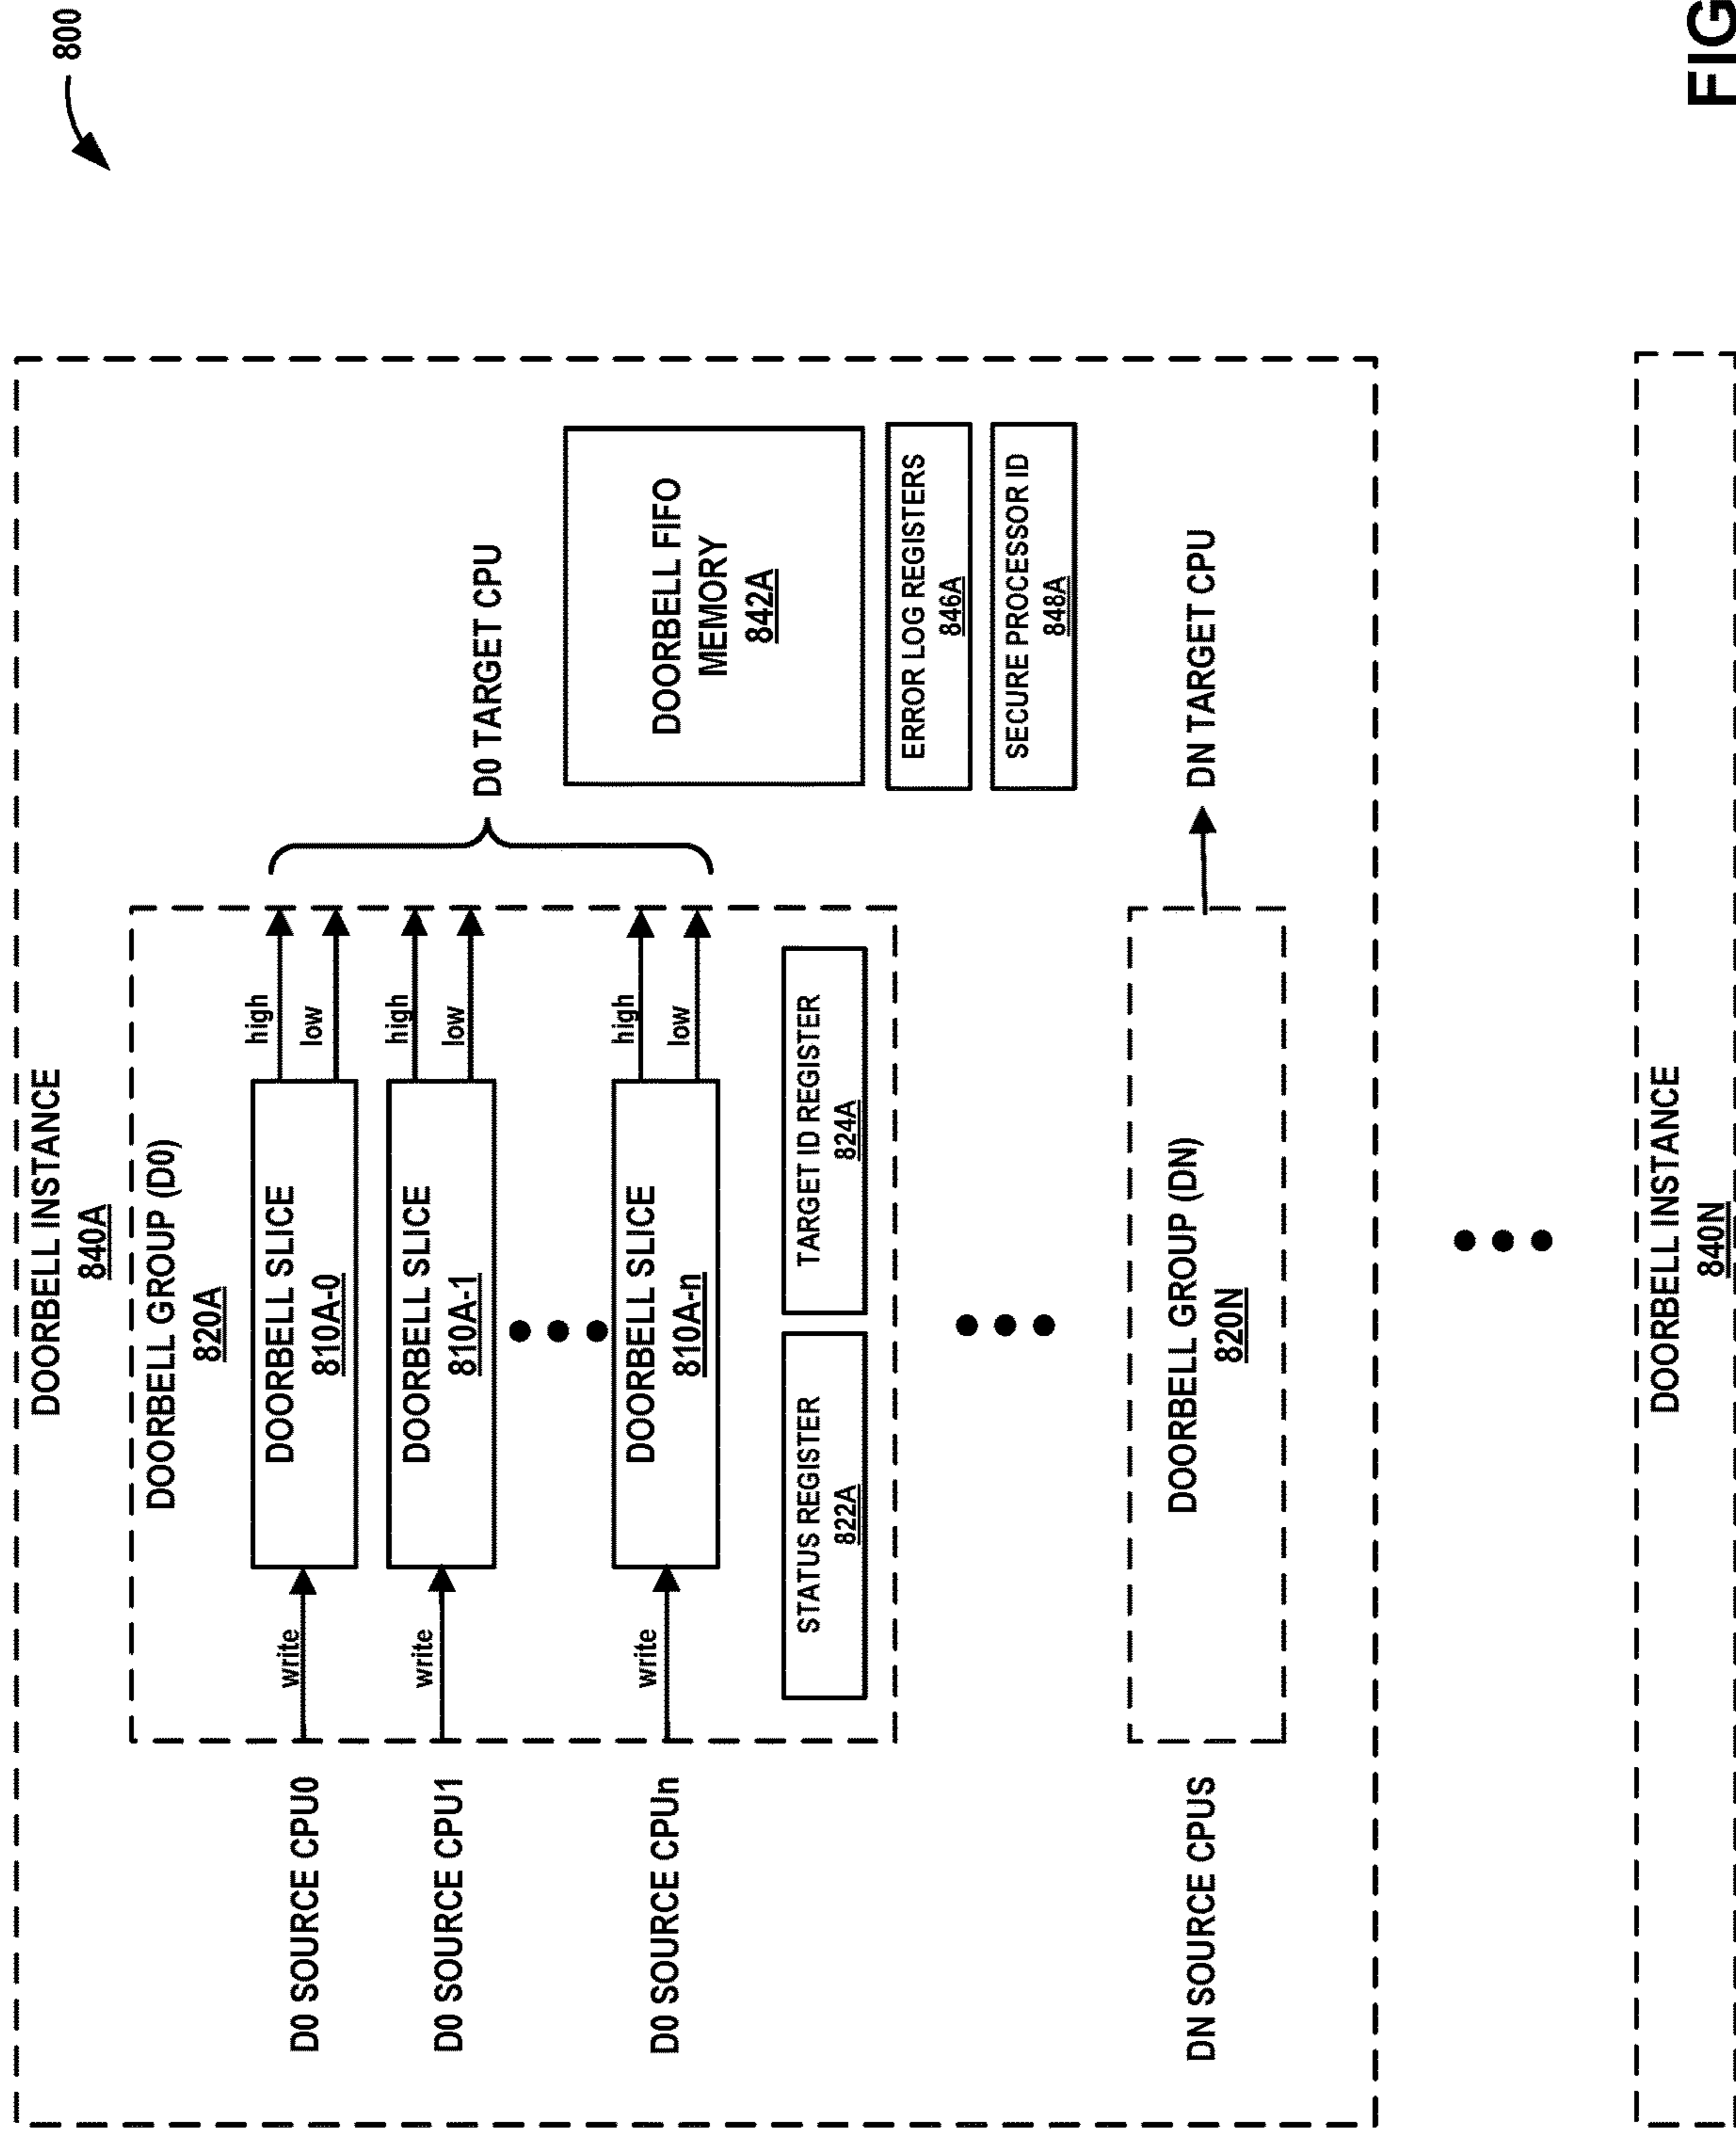 800
DOORBELL INSTANCE
840A
DOORBELL GROUP (D0)
820A
D0 SOURCE CPU0
write
DOORBELL SLICE
810A-0
high
low
D0 SOURCE CPU1
write
DOORBELL SLICE
810A-1
high
low
D0 TARGET CPU
D0 SOURCE CPUn
write
DOORBELL SLICE
810A-n
high
low
STATUS REGISTER
822A
TARGET ID REGISTER
824A
DOORBELL FIFO
MEMORY
842A
ERROR LOG REGISTERS
846A
SECURE PROCESSOR ID
848A
DN SOURCE CPUS
DOORBELL GROUP (DN)
820N
DN TARGET CPU
DOORBELL INSTANCE
840N
FIG